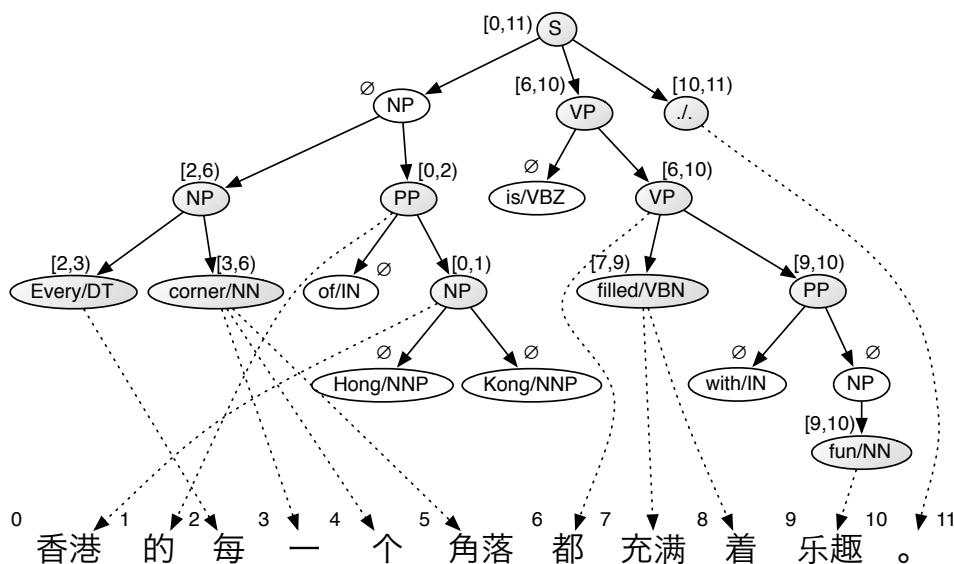 [0,11) S
∅ NP [6,10) VP [10,11) ./.
[2,6) NP [0,2) PP ∅ is/VBZ [6,10) VP
[2,3) Every/DT [3,6) corner/NN ∅ of/IN [0,1) NP [7,9) filled/VBN [9,10) PP
∅ Hong/NNP ∅ Kong/NNP ∅ with/IN ∅ NP
[9,10) fun/NN
0 1 2 3 4 5 6 7 8 9 10 11
香港 的 每 一 个 角落 都 充满 着 乐趣 。